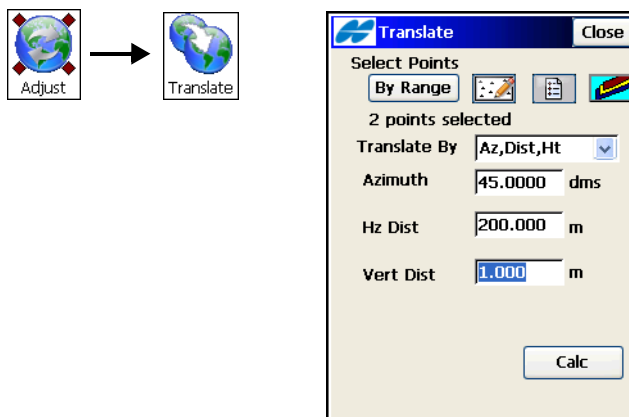 Adjust
Translate
Translate
Close
Select Points
By Range
2 points selected
Translate By Az,Dist,Ht
Azimuth 45.0000 dms
Hz Dist 200.000 m
Vert Dist 1.000 m
Calc